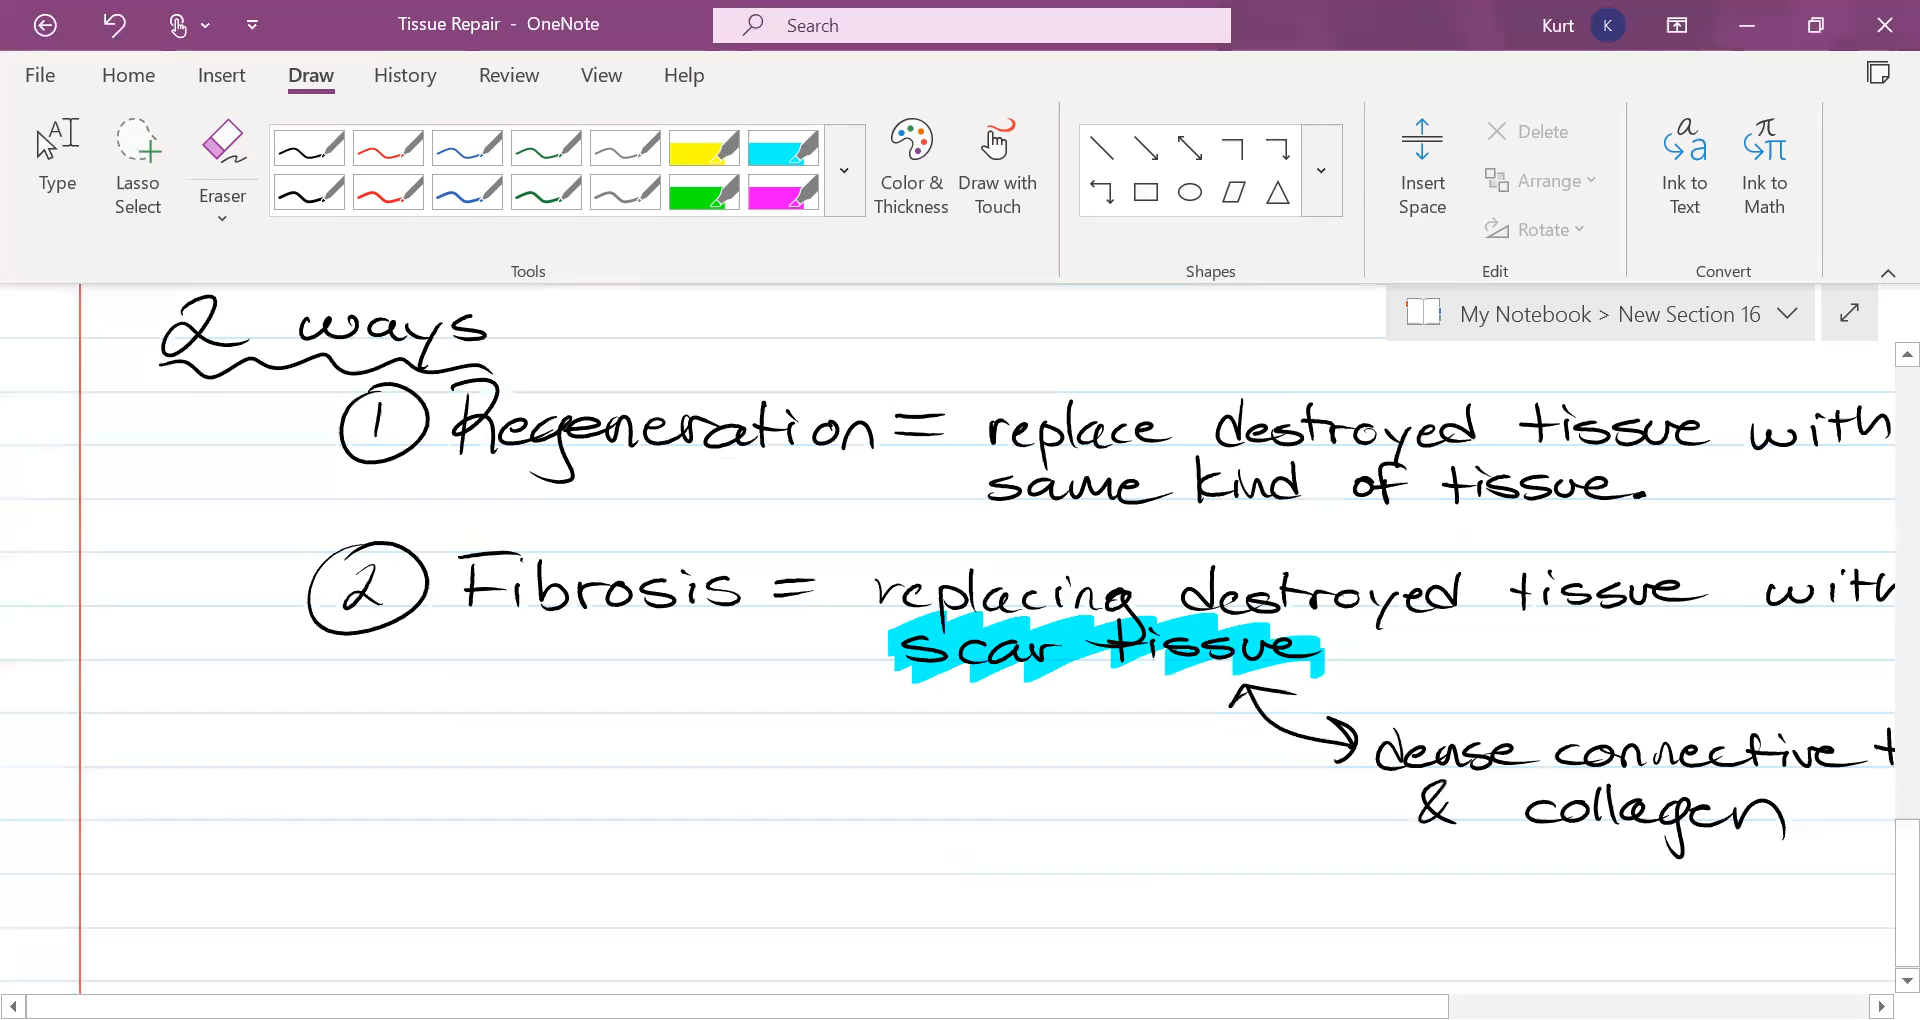 Tissue Repair - OneNote
Search
Kurt
K
File Home Insert Draw History Review View Help
Type
Lasso Select
Eraser
Color & Thickness
Draw with Touch
Insert Space
Delete
Arrange
Rotate
Ink to Text
Ink to Math
Tools
Shapes
Edit
Convert
My Notebook > New Section 16
2 ways
1 Regeneration = replace destroyed tissue with
same kind of tissue.
2 Fibrosis = replacing destroyed tissue with
scar tissue
dense connective t
& collagen